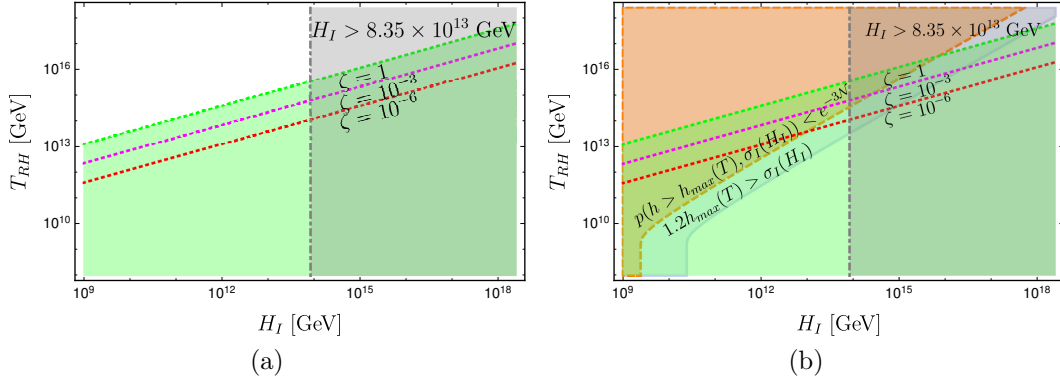 H_I > 8.35 × 10^13 GeV
10^16
10^13
10^10
T_RH [GeV]
ζ = 1
ζ = 10^-3
ζ = 10^-6
10^9
10^12
10^15
10^18
H_I [GeV]
(a)
H_I > 8.35 × 10^13 GeV
10^16
10^13
10^10
T_RH [GeV]
ζ = 1
ζ = 10^-3
ζ = 10^-6
p(h > h_max(T), σ_I(H_I)) < e^-3N
1.2h_max(T) > σ_I(H_I)
10^9
10^12
10^15
10^18
H_I [GeV]
(b)